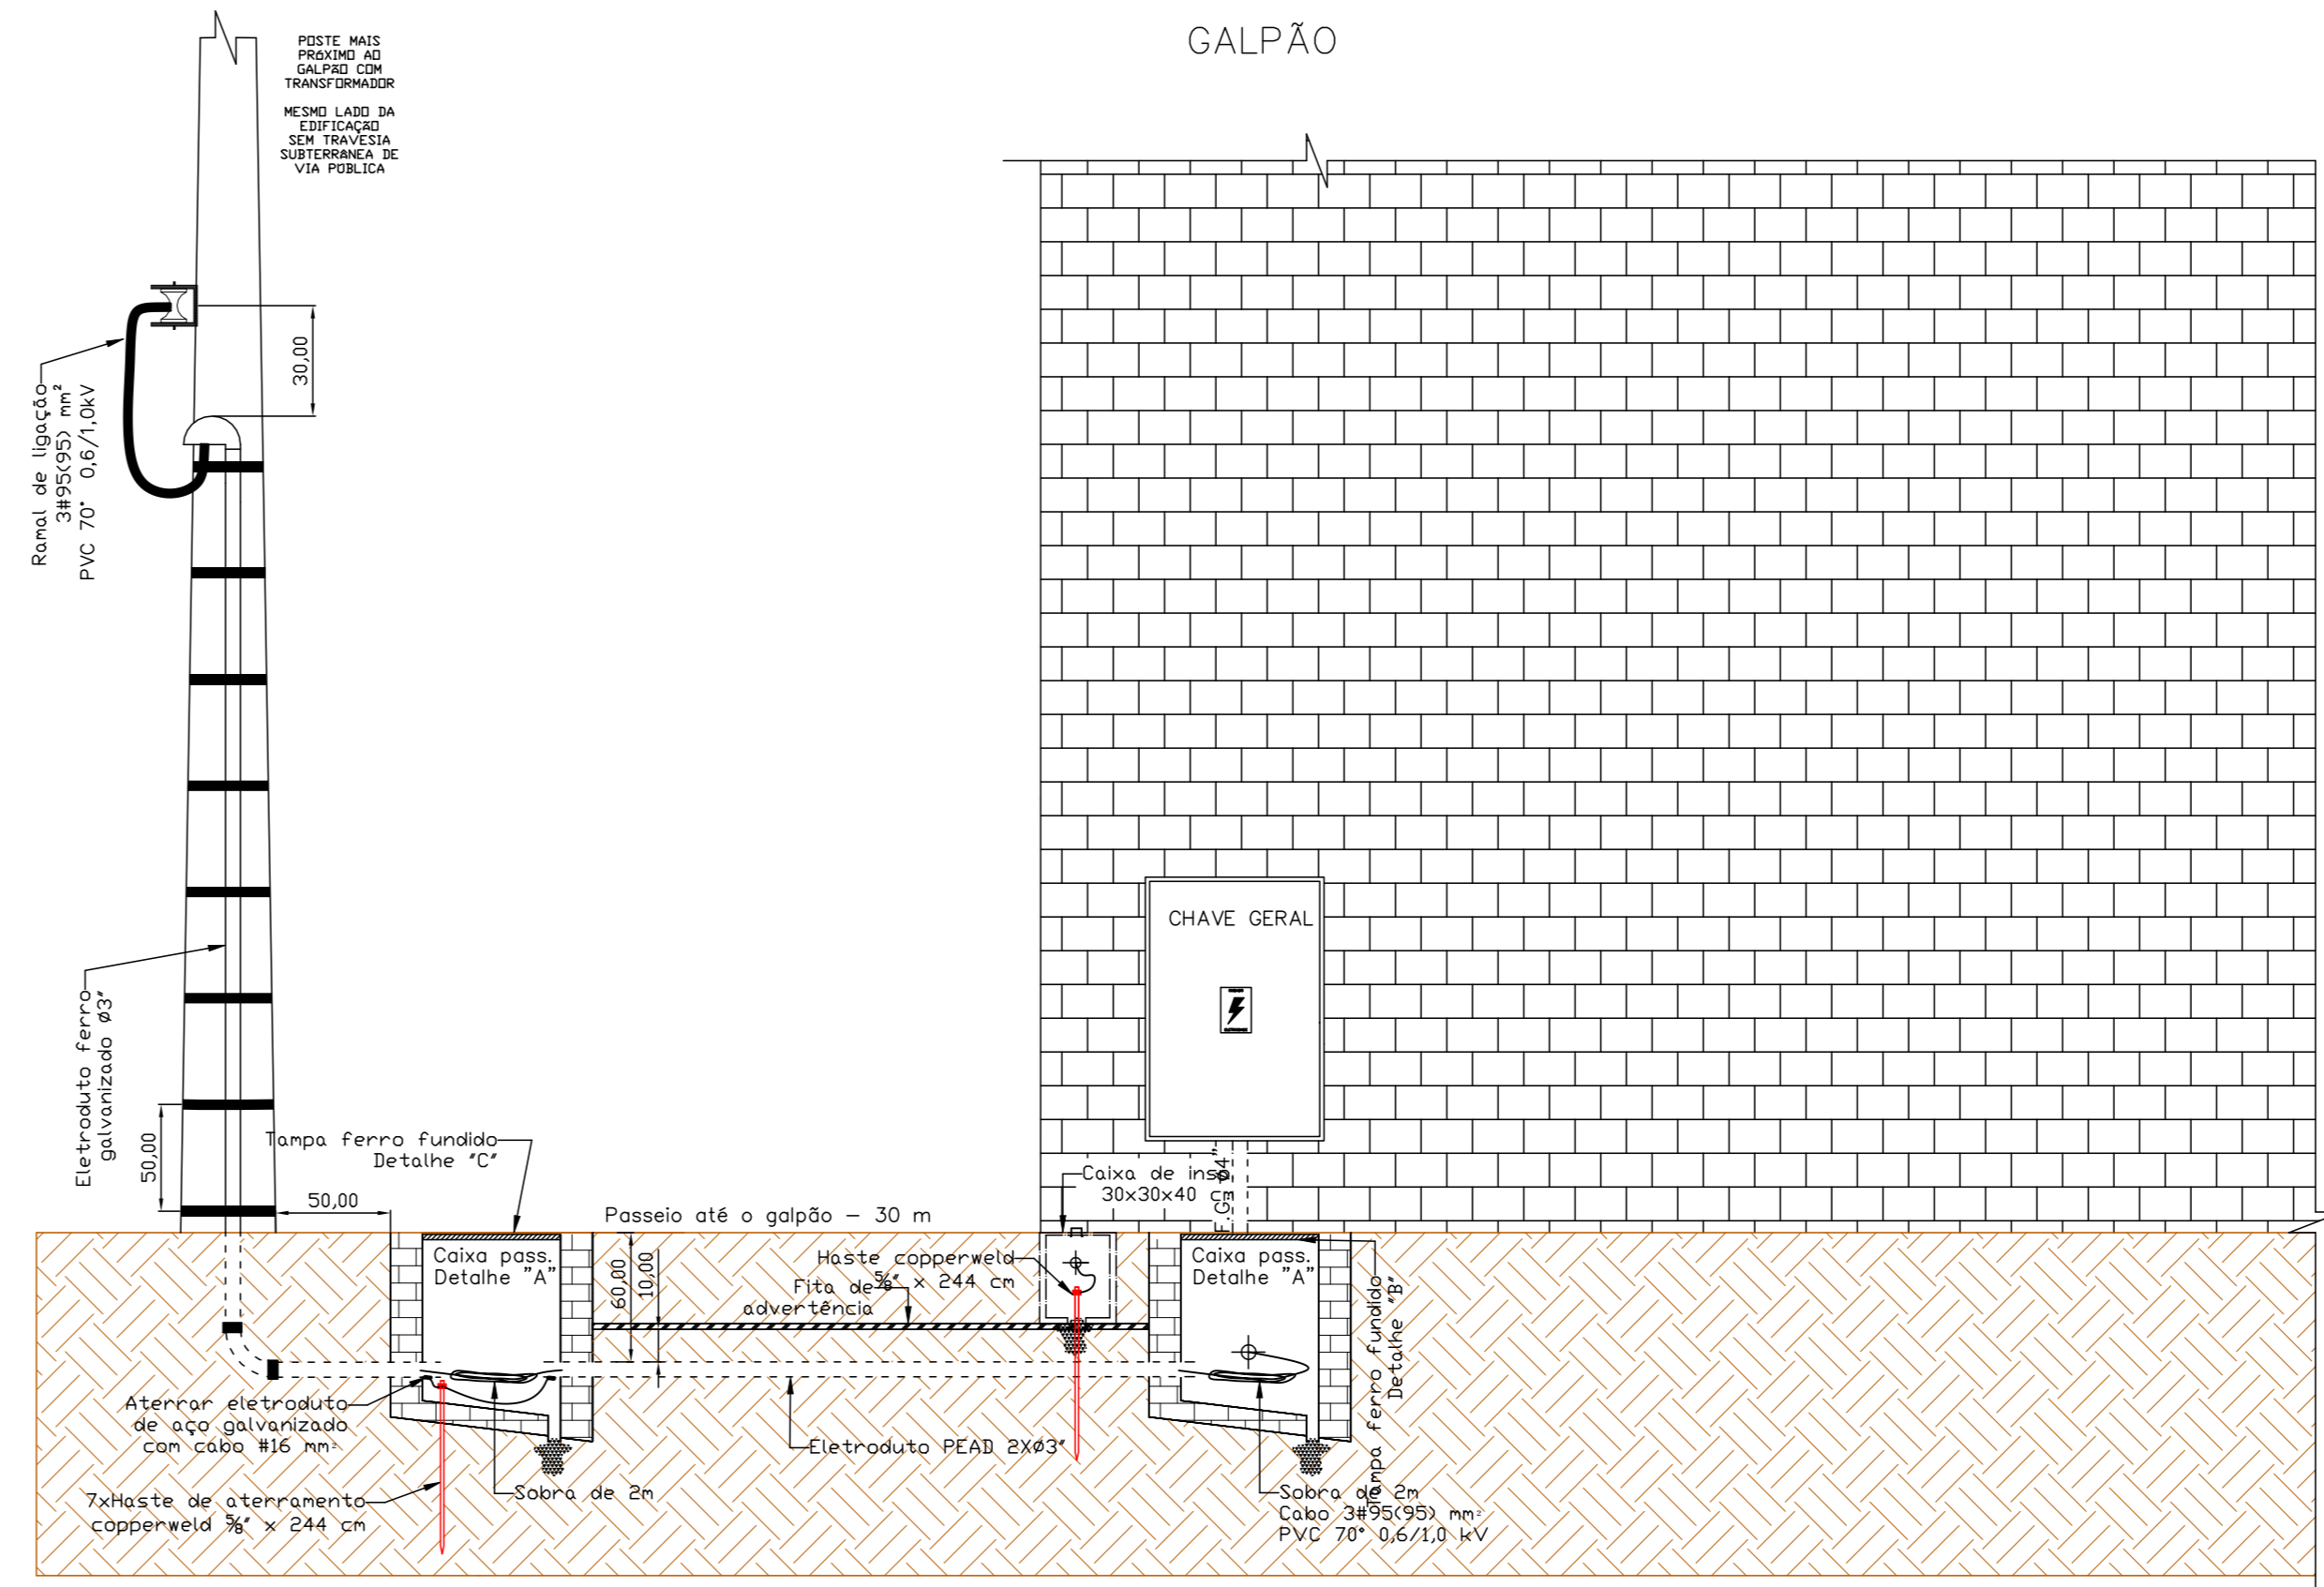 GALPÃO
POSTE MAIS
PRÓXIMO AO
GALPÃO COM
TRANSFORMADOR
MESMO LADO DA
EDIFICAÇÃO
SEM TRAVESIA
SUBTERRÂNEA DE
VIA PÚBLICA
30,00
Ramal de ligação
3#95(95) mm²
PVC 70° 0,6/1,0kV
CHAVE GERAL
Eletroduto ferro
galvanizado ø3"
50,00
Tampa ferro fundido
Detalhe "C"
50,00
Passeio até o galpão - 30 m
Caixa de insp
30x30x40 cm
F.G. ø4"
Caixa pass.
Detalhe "A"
60,00
10,00
Haste copperweld
⅝" x 244 cm
Fita de
advertência
Caixa pass.
Detalhe "A"
Tampa ferro fundido
Detalhe "B"
Aterrar eletroduto
de aço galvanizado
com cabo #16 mm²
Eletroduto PEAD 2Xø3"
7xHaste de aterramento
copperweld ⅝" x 244 cm
Sobra de 2m
Sobra de 2m
Cabo 3#95(95) mm²
PVC 70° 0,6/1,0 kV